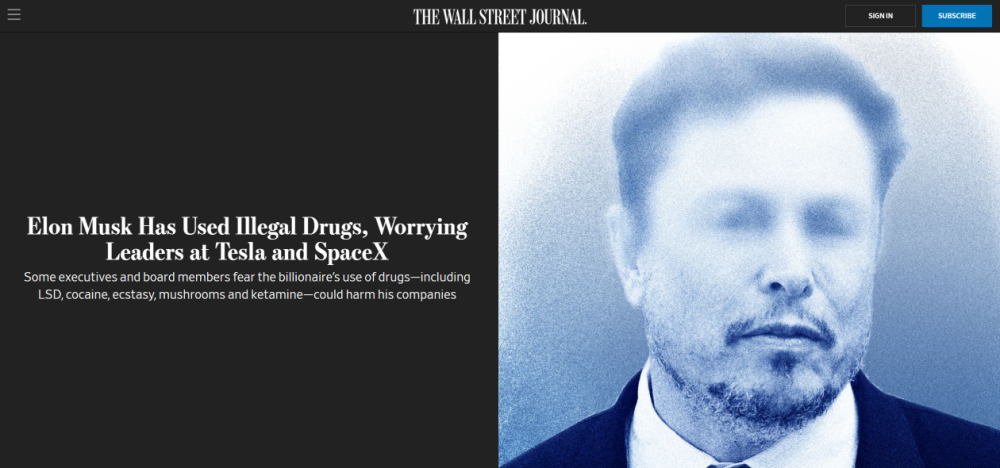 THE WALL STREET JOURNAL.
SIGN IN
SUBSCRIBE
Elon Musk Has Used Illegal Drugs, Worrying
Leaders at Tesla and SpaceX
Some executives and board members fear the billionaire's use of drugs—including
LSD, cocaine, ecstasy, mushrooms and ketamine—could harm his companies